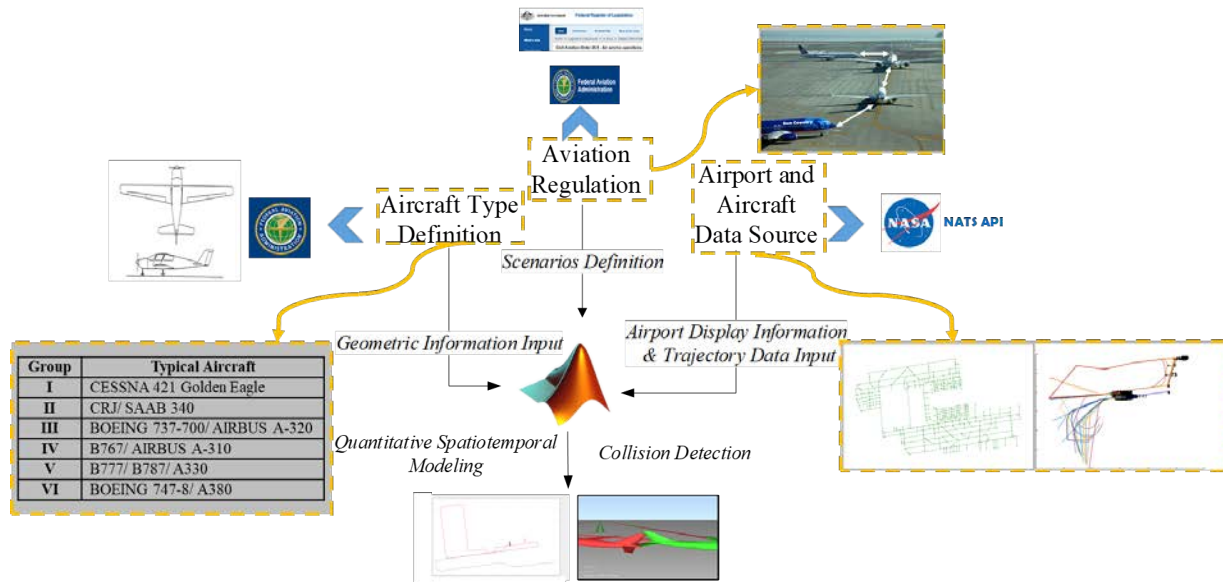 Federal Register of Legislation
Federal Aviation
Administration
Aviation
Regulation
Airport and
Aircraft
Data Source
Aircraft Type
Definition
FEDERAL AVIATION
ADMINISTRATION
NASA
NATS API
Scenarios Definition
Geometric Information Input
Airport Display Information
& Trajectory Data Input
Group Typical Aircraft
I CESSNA 421 Golden Eagle
II CRJ/ SAAB 340
III BOEING 737-700/ AIRBUS A-320
IV B767/ AIRBUS A-310
V B777/ B787/ A330
VI BOEING 747-8/ A380
Quantitative Spatiotemporal
Modeling
Collision Detection